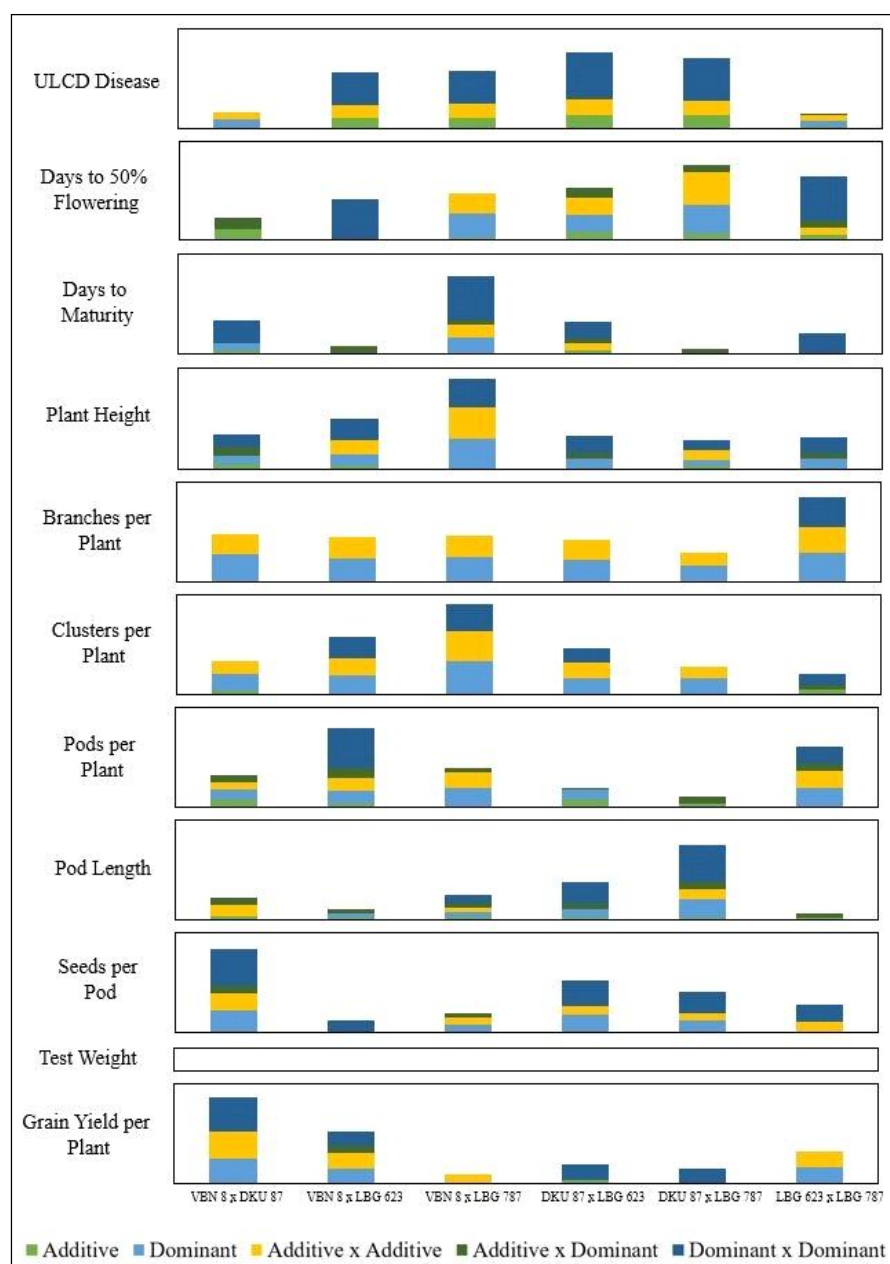 ULCD Disease
Days to 50%
Flowering
Days to
Maturity
Plant Height
Branches per
Plant
Clusters per
Plant
Pods per
Plant
Pod Length
Seeds per
Pod
Test Weight
Grain Yield per
Plant
VBN 8 x DKU 87 VBN 8 x LBG 623 VBN 8 x LBG 787 DKU 87 x LBG 623 DKU 87 x LBG 787 LBG 623 x LBG 787
Additive Dominant Additive x Additive Additive x Dominant Dominant x Dominant